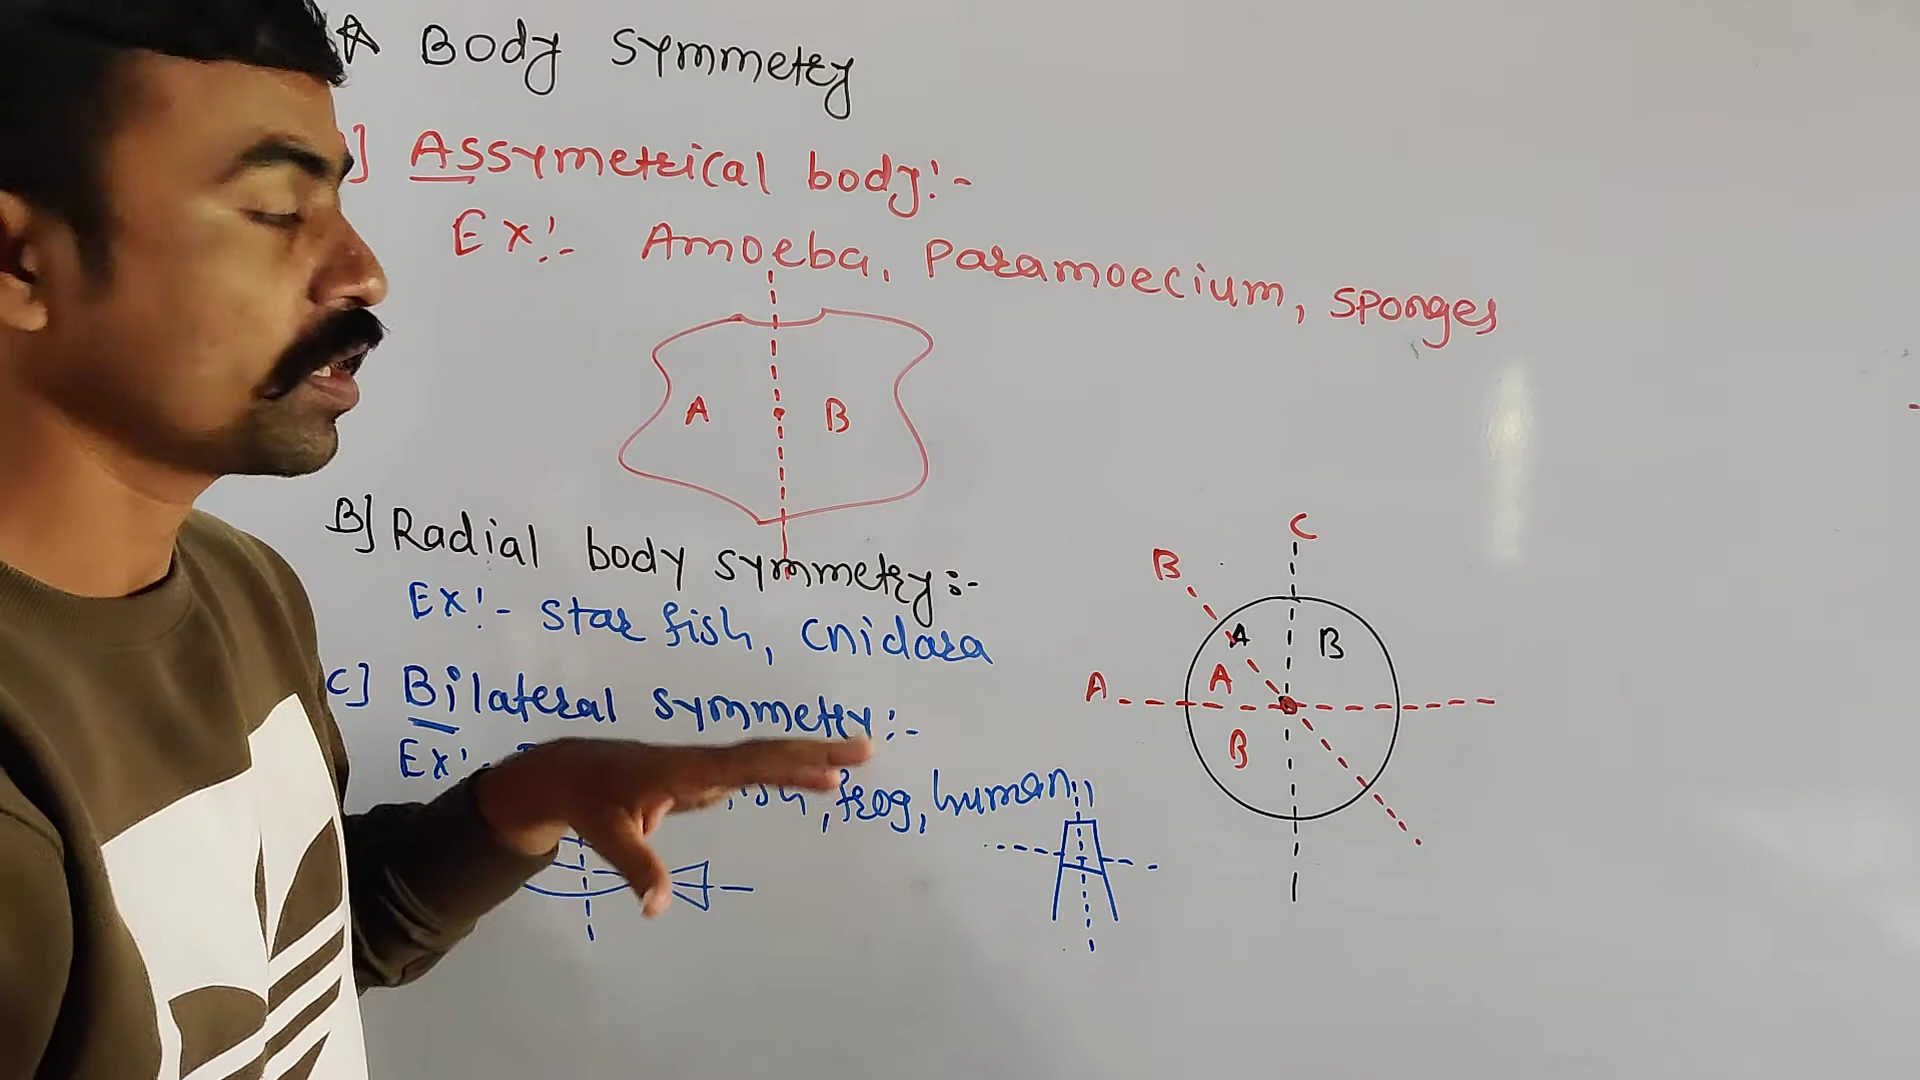 A Body symmetry
] Assymetrical body:-
Ex:- Amoeba, Paramoecium, Sponges
A B
B] Radial body symmetry:-
Ex:- Star fish, Cnidara
C] Bilateral symmetry:-
Ex:- frog, human
C
B
A B
A A
B